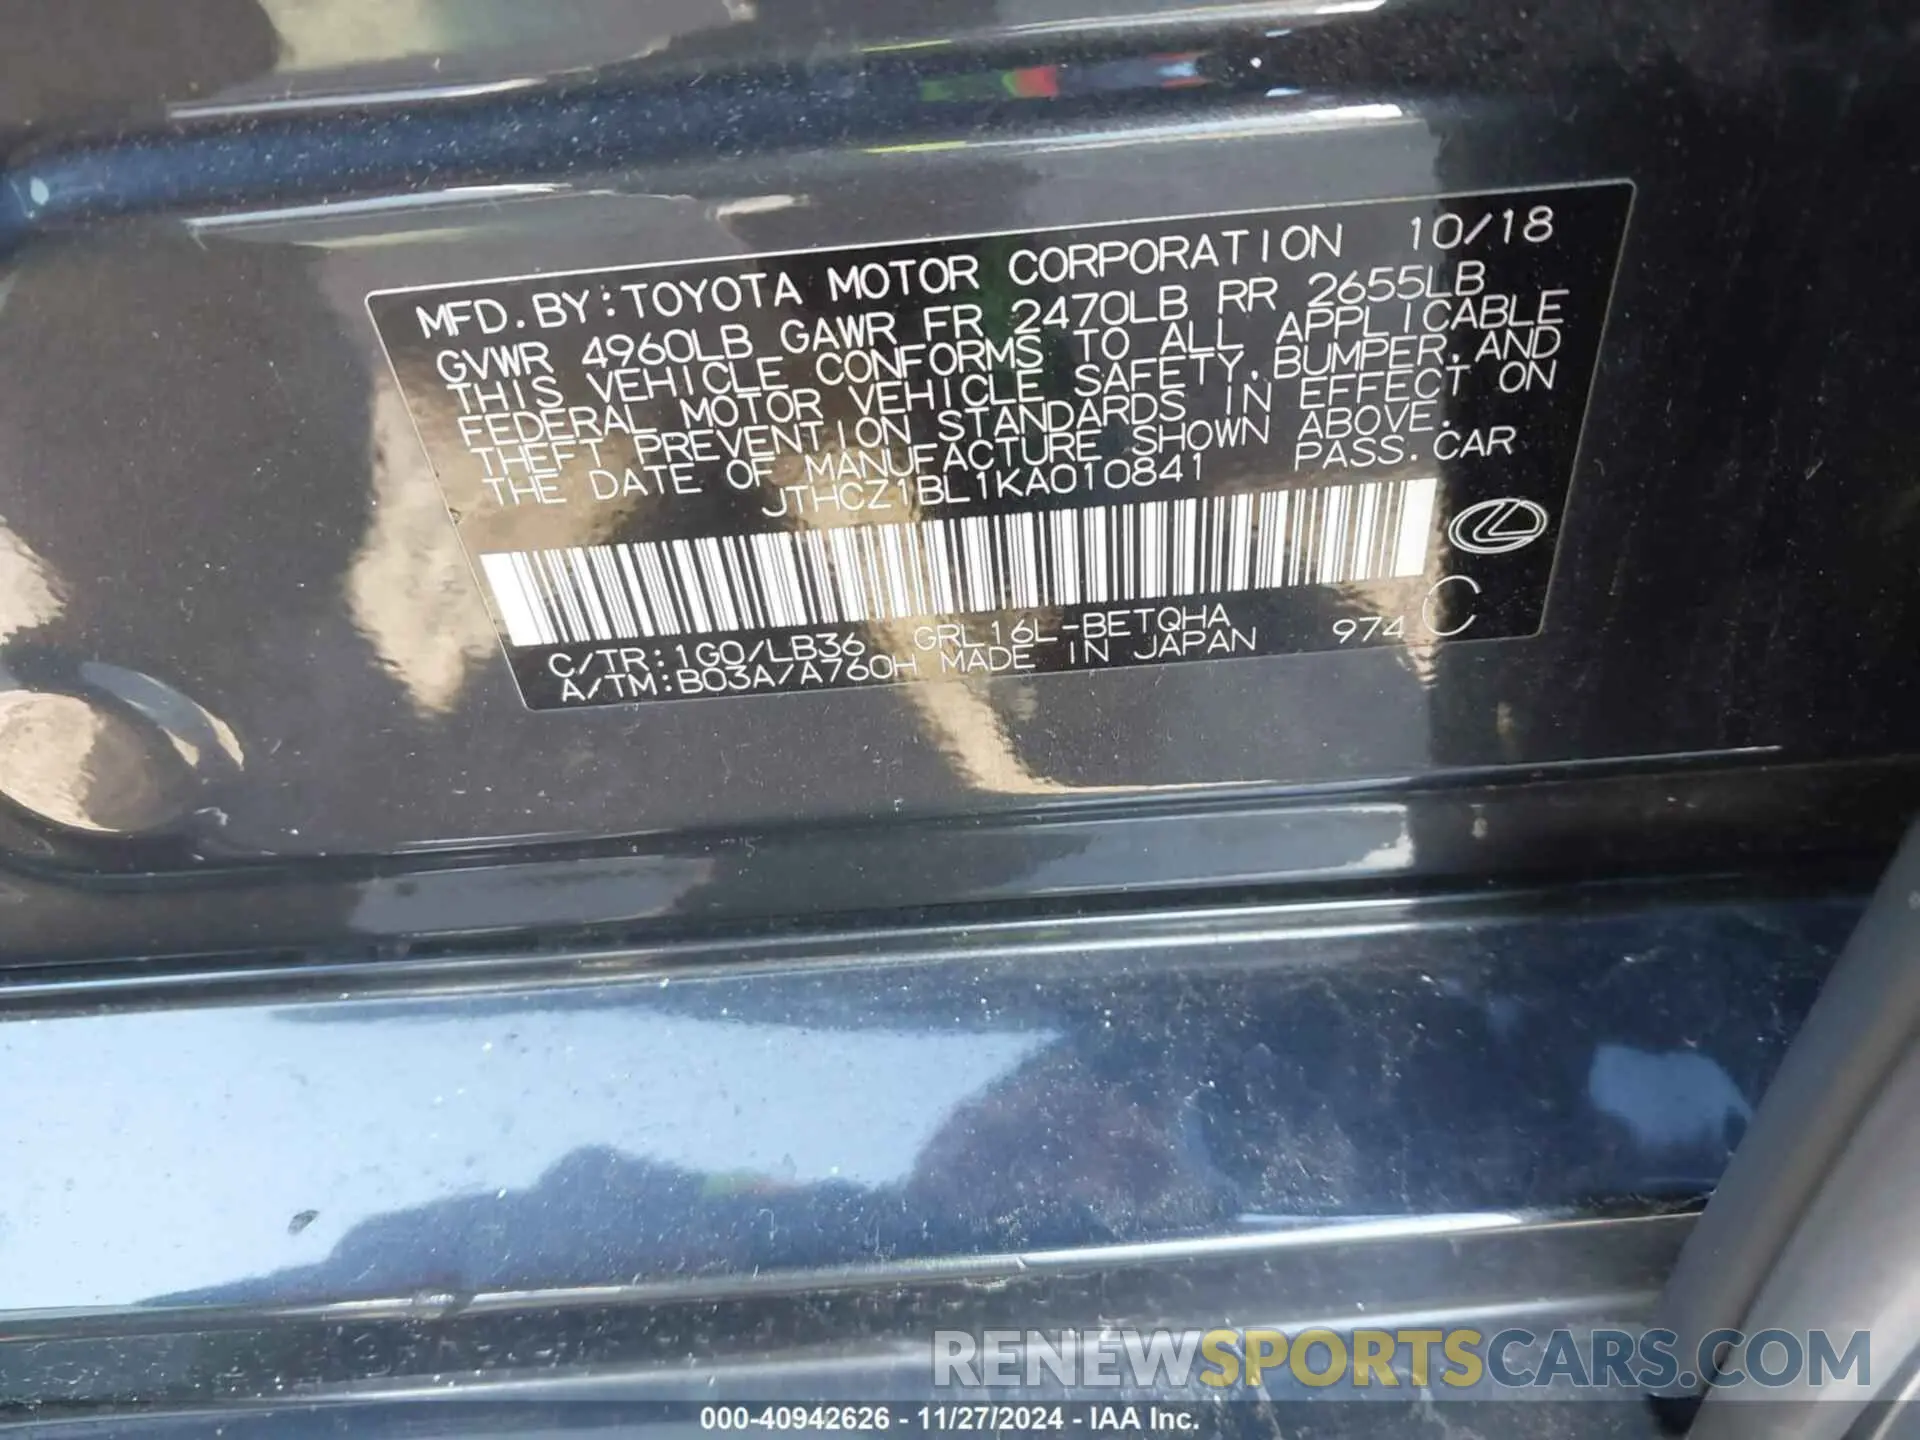 MFD. BY: TOYOTA MOTOR CORPORATION 10/18
GVWR 4960LB GAWR FR 2470LB RR 2655LB
THIS VEHICLE CONFORMS TO ALL APPLICABLE
FEDERAL MOTOR VEHICLE SAFETY, BUMPER, AND
THEFT PREVENTION STANDARDS IN EFFECT ON
THE DATE OF MANUFACTURE SHOWN ABOVE.
JTHCZ1BL1KA010841 PASS. CAR
C/TR: 1G0/LB36 GRL16L-BETQHA
A/TM: B03A/A760H MADE IN JAPAN 974 C
RENEWSPORTSCARS.COM
000-40942626 - 11/27/2024 - IAA Inc.